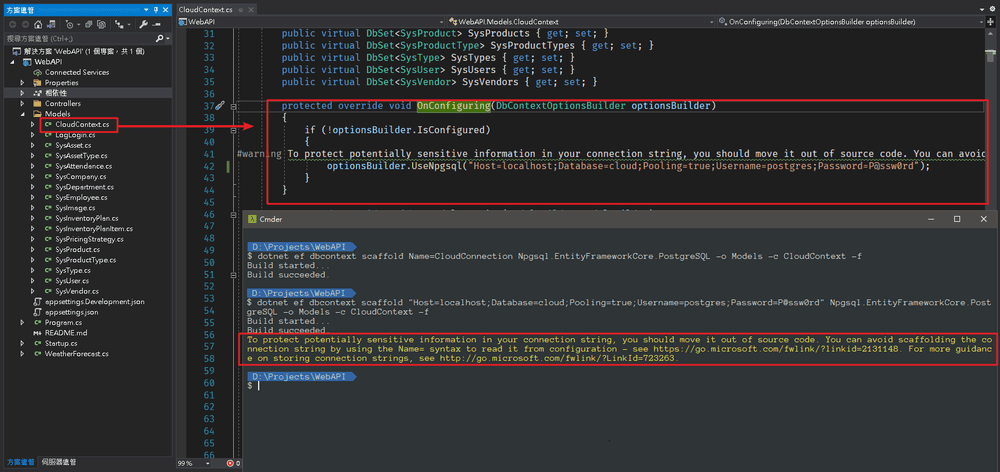 方案總管
搜尋方案總管 (Ctrl+;)
解決方案 'WebAPI' (1 個專案，共 1 個)
WebAPI
Connected Services
Properties
相依性
Controllers
Models
CloudContext.cs
LogLogin.cs
SysAsset.cs
SysAssetType.cs
SysAttendance.cs
SysCompany.cs
SysDepartment.cs
SysEmployee.cs
SysImage.cs
SysInventoryPlan.cs
SysInventoryPlanItem.cs
SysPricingStrategy.cs
SysProduct.cs
SysProductType.cs
SysType.cs
SysUser.cs
SysVendor.cs
appsettings.Development.json
appsettings.json
Program.cs
README.md
Startup.cs
WeatherForecast.cs
方案總管 伺服器總管
CloudContext.cs
WebAPI
WebAPI.Models.CloudContext
OnConfiguring(DbContextOptionsBuilder optionsBuilder)
31 public virtual DbSet<SysProduct> SysProducts { get; set; }
32 public virtual DbSet<SysProductType> SysProductTypes { get; set; }
33 public virtual DbSet<SysType> SysTypes { get; set; }
34 public virtual DbSet<SysUser> SysUsers { get; set; }
35 public virtual DbSet<SysVendor> SysVendors { get; set; }
36
37 protected override void OnConfiguring(DbContextOptionsBuilder optionsBuilder)
38 {
39 if (!optionsBuilder.IsConfigured)
40 {
41 #warning To protect potentially sensitive information in your connection string, you should move it out of source code. You can avoid
42 optionsBuilder.UseNpgsql("Host=localhost;Database=cloud;Pooling=true;Username=postgres;Password=P@ssw0rd");
43 }
44 }
45
46
47
48
49
50
51
52
53
54
55
56
57
58
59
60
61
62
63
64
65
66
99 %
0
Cmder
D:\Projects\WebAPI
$ dotnet ef dbcontext scaffold Name=CloudConnection Npgsql.EntityFrameworkCore.PostgreSQL -o Models -c CloudContext -f
Build started...
Build succeeded.
D:\Projects\WebAPI
$ dotnet ef dbcontext scaffold "Host=localhost;Database=cloud;Pooling=true;Username=postgres;Password=P@ssw0rd" Npgsql.EntityFrameworkCore.Post
greSQL -o Models -c CloudContext -f
Build started...
Build succeeded.
To protect potentially sensitive information in your connection string, you should move it out of source code. You can avoid scaffolding the co
nnection string by using the Name= syntax to read it from configuration - see https://go.microsoft.com/fwlink/?linkid=2131148. For more guidanc
e on storing connection strings, see http://go.microsoft.com/fwlink/?LinkId=723263.
D:\Projects\WebAPI
$